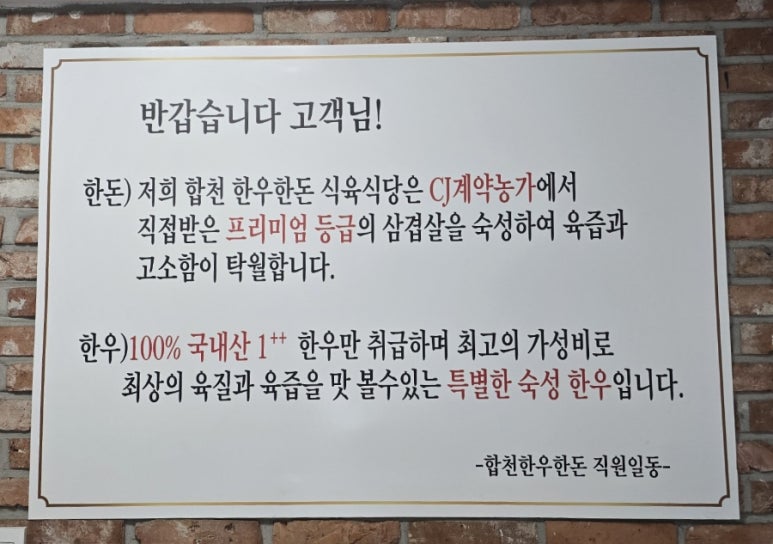 반갑습니다 고객님!
한돈) 저희 합천 한우한돈 식육식당은 CJ계약농가에서
직접받은 프리미엄 등급의 삼겹살을 숙성하여 육즙과
고소함이 탁월합니다.
한우)100% 국내산 1++ 한우만 취급하며 최고의 가성비로
최상의 육질과 육즙을 맛 볼수있는 특별한 숙성 한우입니다.
-합천한우한돈 직원일동-